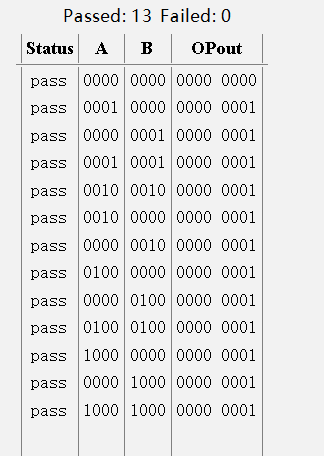 Passed: 13 Failed: 0
Status A B OPout
pass 0000 0000 0000 0000
pass 0001 0000 0000 0001
pass 0000 0001 0000 0001
pass 0001 0001 0000 0001
pass 0010 0010 0000 0001
pass 0010 0000 0000 0001
pass 0000 0010 0000 0001
pass 0100 0000 0000 0001
pass 0000 0100 0000 0001
pass 0100 0100 0000 0001
pass 1000 0000 0000 0001
pass 0000 1000 0000 0001
pass 1000 1000 0000 0001